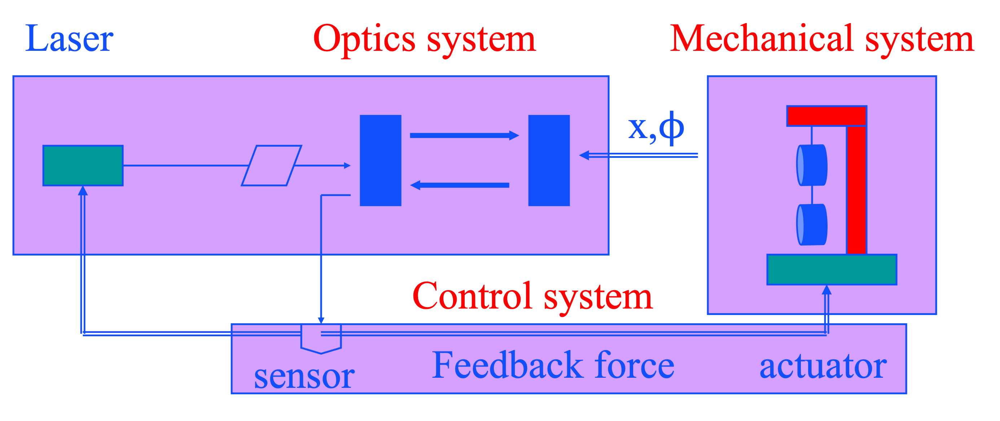 Laser
Optics system
Mechanical system
x,ϕ
Control system
sensor
Feedback force
actuator